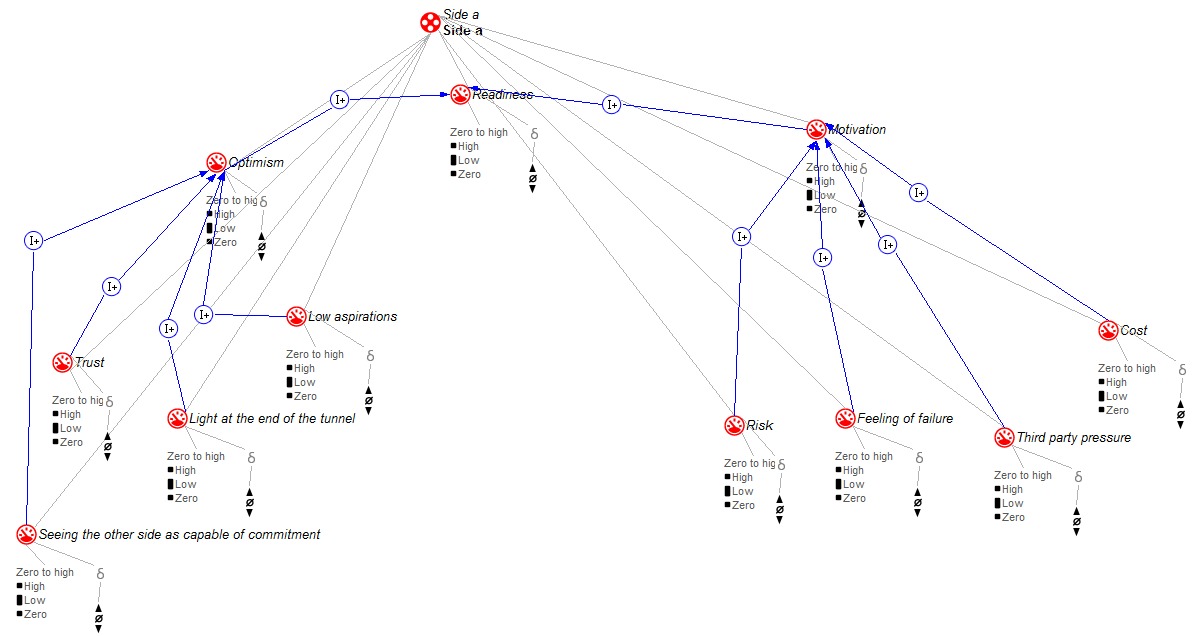 Side a
Side a
I+
Readiness
Zero to high
δ
High
Low
Zero
ø
I+
Motivation
Zero to hig
δ
High
Low
Zero
ø
Optimism
Zero to hig
δ
High
Low
Zero
ø
I+
I+
I+
I+
I+
I+
I+
I+
Low aspirations
Zero to high
δ
High
Low
Zero
ø
Cost
Zero to high
δ
High
Low
Zero
ø
Trust
Zero to hig
δ
High
Low
Zero
ø
Light at the end of the tunnel
Zero to high
δ
High
Low
Zero
ø
Risk
Zero to hig
δ
High
Low
Zero
ø
Feeling of failure
Zero to high
δ
High
Low
Zero
ø
Third party pressure
Zero to high
δ
High
Low
Zero
ø
Seeing the other side as capable of commitment
Zero to high
δ
High
Low
Zero
ø